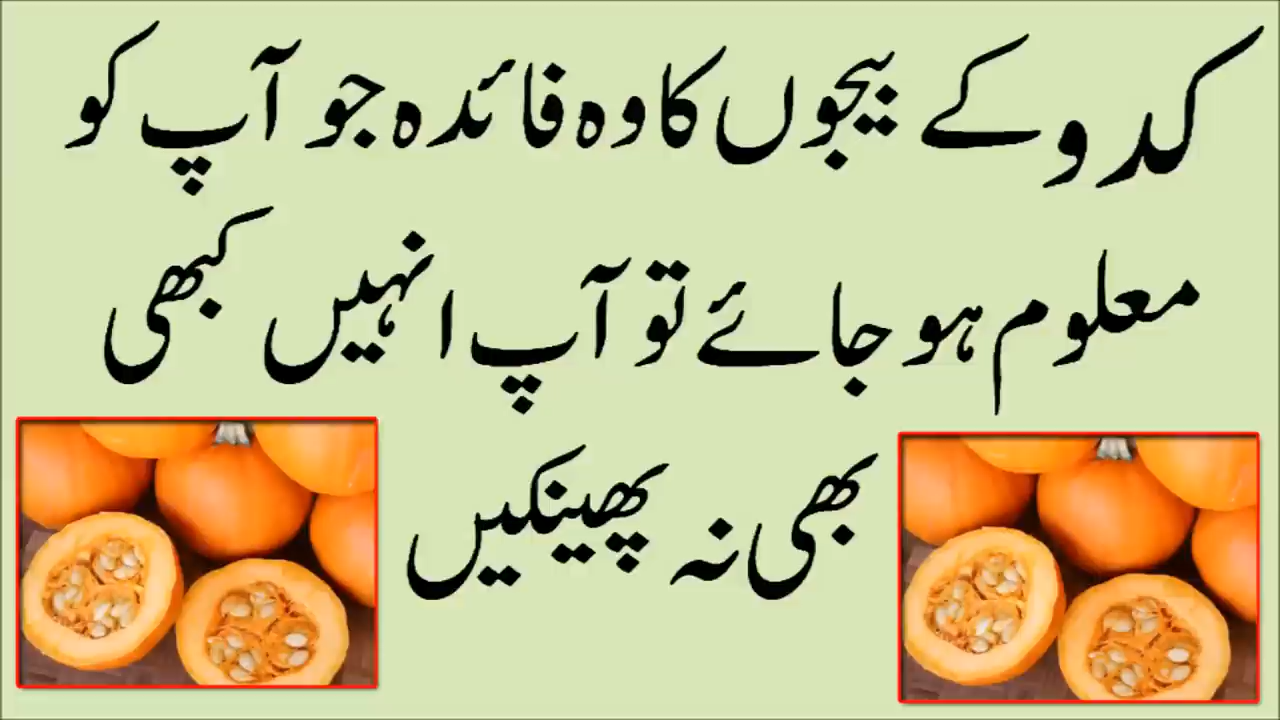 کدو کے بیجوں کا وہ فائدہ جو آپ کو
معلوم ہو جائے تو آپ انہیں کبھی
بھی نہ پھینکیں